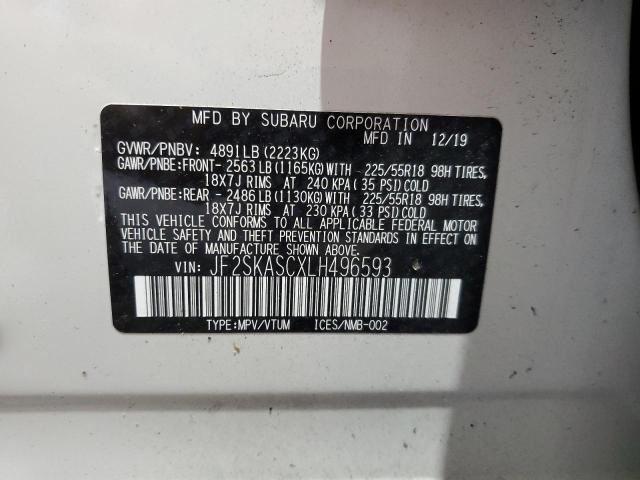 MFD BY SUBARU CORPORATION
MFD IN 12/19
GVWR/PNBV: 4891LB(2223KG)
GAWR/PNBE:FRONT- 2563LB(1165KG)WITH 225/55R18 98H TIRES,
18X7J RIMS AT 240 KPA( 35 PSI)COLD
GAWR/PNBE:REAR - 2486LB(1130KG)WITH 225/55R18 98H TIRES,
18X7J RIMS AT 230 KPA( 33 PSI)COLD
THIS VEHICLE CONFORMS TO ALL APPLICABLE FEDERAL MOTOR
VEHICLE SAFETY AND THEFT PREVENTION STANDARDS IN EFFECT ON
THE DATE OF MANUFACTURE SHOWN ABOVE.
VIN: JF2SKASCXLH496593
TYPE:MPV/VTUM ICES/NMB-002